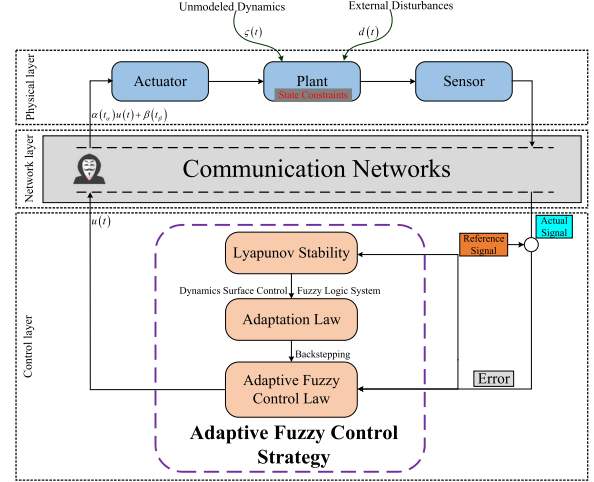 Unmodeled Dynamics
External Disturbances
ς(t)
d(t)
Physical layer
Actuator
Plant
State Constraints
Sensor
α(tₐ)u(t)+β(tᵦ)
Network layer
Communication Networks
u(t)
Actual
Signal
Reference
Signal
Control layer
Lyapunov Stability
Dynamics Surface Control
Fuzzy Logic System
Adaptation Law
Backstepping
Adaptive Fuzzy
Control Law
Error
Adaptive Fuzzy Control
Strategy